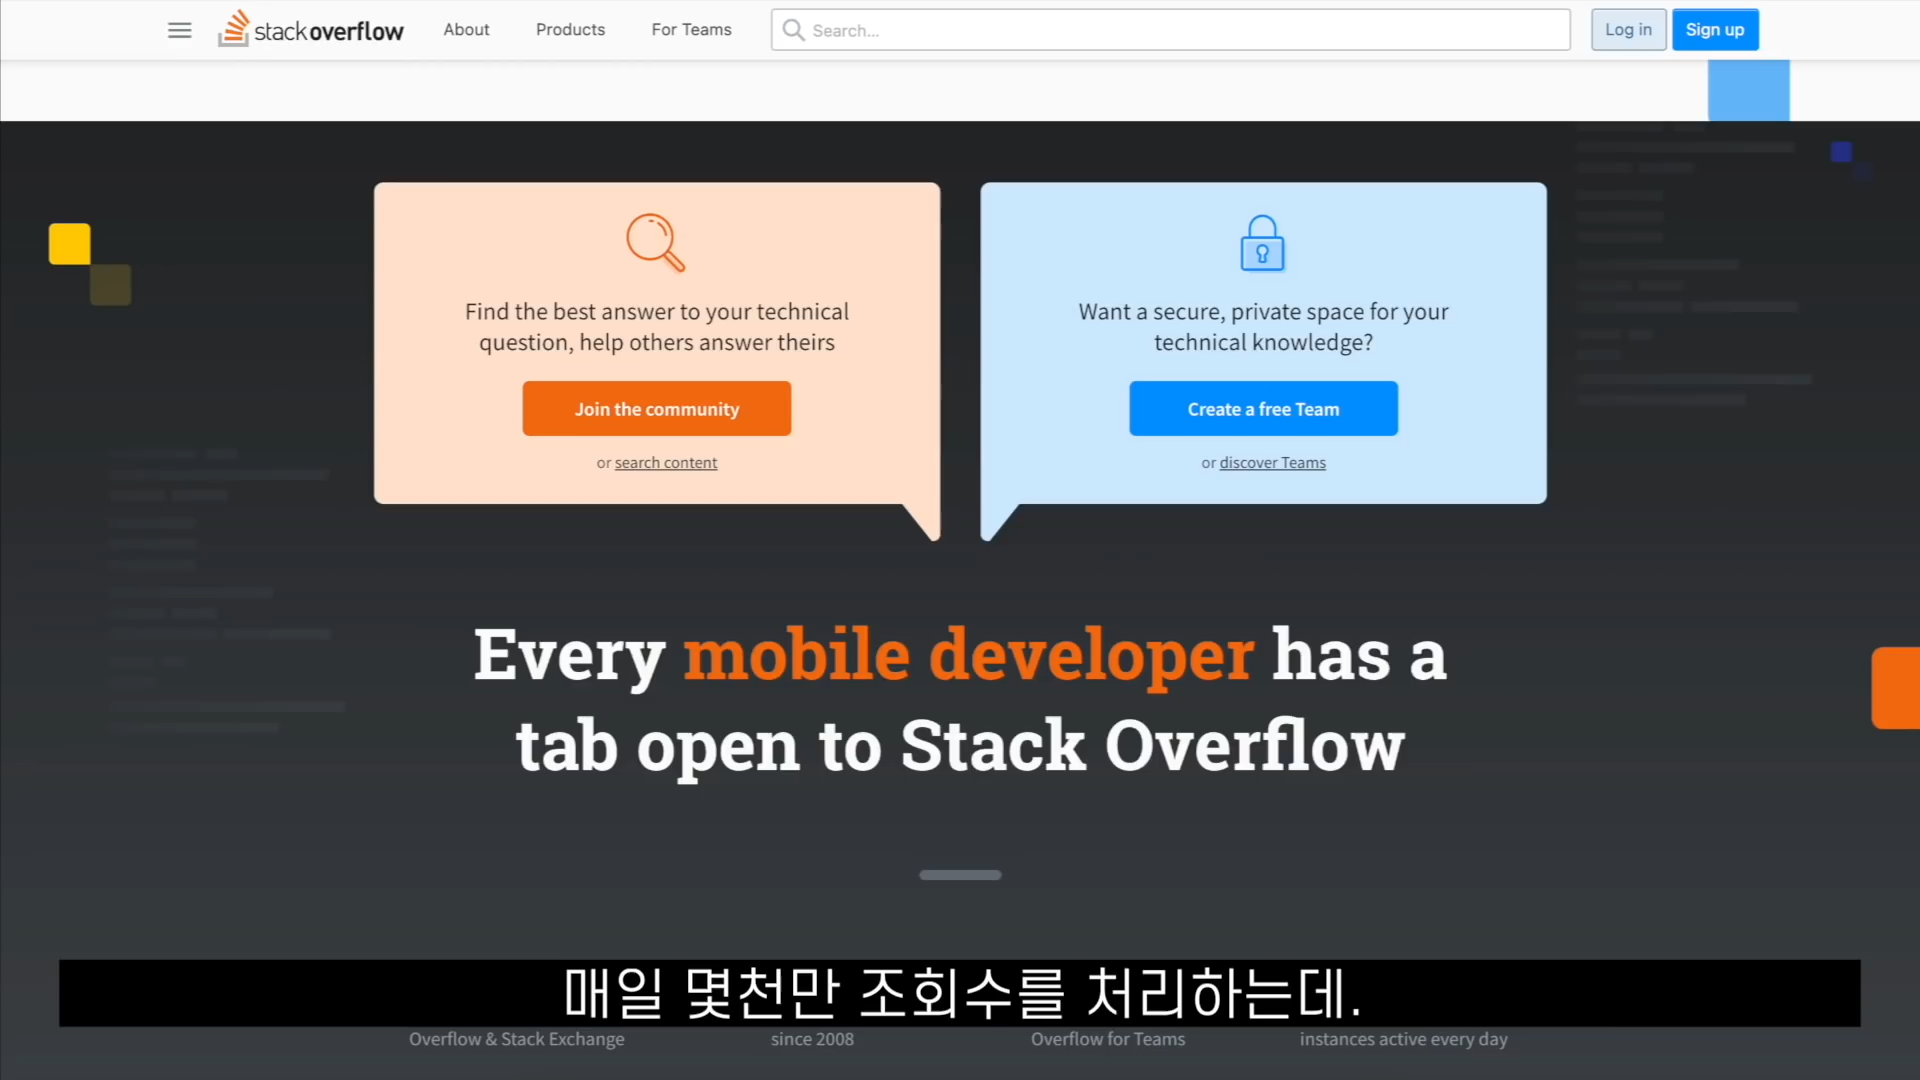 stackoverflow
About
Products
For Teams
Search...
Log in
Sign up
Find the best answer to your technical
question, help others answer theirs
Join the community
or search content
Want a secure, private space for your
technical knowledge?
Create a free Team
or discover Teams
Every mobile developer has a
tab open to Stack Overflow
매일 몇천만 조회수를 처리하는데.
Overflow & Stack Exchange
since 2008
Overflow for Teams
instances active every day